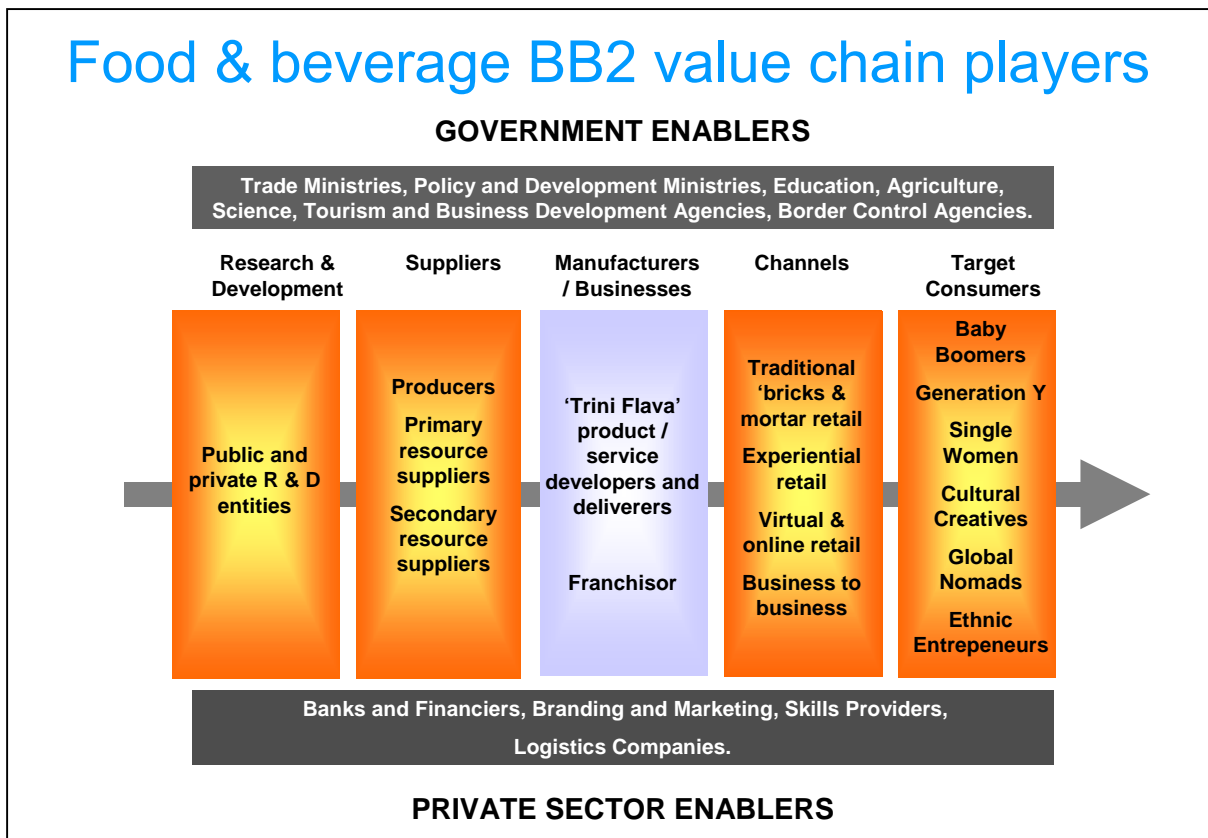 Food & beverage BB2 value chain players
GOVERNMENT ENABLERS
Trade Ministries, Policy and Development Ministries, Education, Agriculture,
Science, Tourism and Business Development Agencies, Border Control Agencies.
Research &
Development
Suppliers
Manufacturers
/ Businesses
Channels
Target
Consumers
Public and
private R & D
entities
Producers
Primary
resource
suppliers
Secondary
resource
suppliers
‘Trini Flava’
product /
service
developers and
deliverers
Franchisor
Traditional
‘bricks &
mortar retail
Experiential
retail
Virtual &
online retail
Business to
business
Baby
Boomers
Generation Y
Single
Women
Cultural
Creatives
Global
Nomads
Ethnic
Entrepeneurs
Banks and Financiers, Branding and Marketing, Skills Providers,
Logistics Companies.
PRIVATE SECTOR ENABLERS